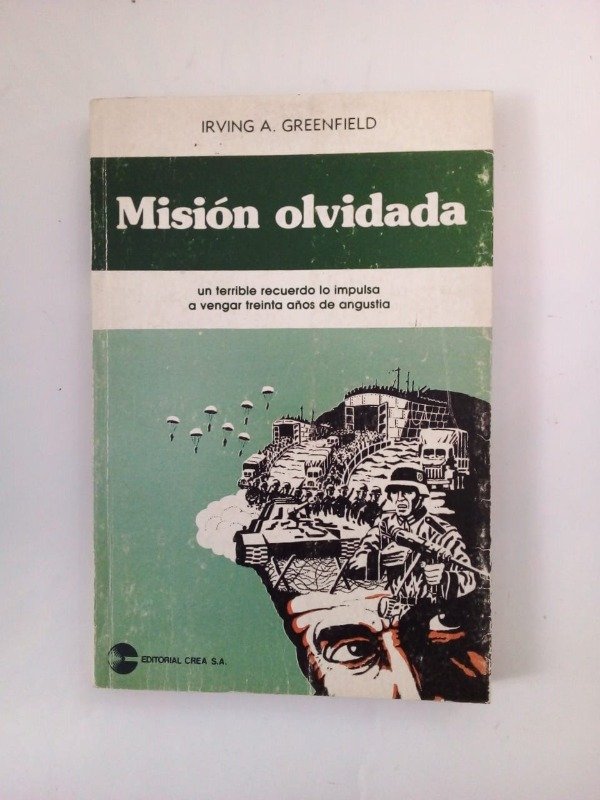 IRVING A. GREENFIELD
Misión olvidada
un terrible recuerdo lo impulsa
a vengar treinta años de angustia
EDITORIAL CREA S.A.